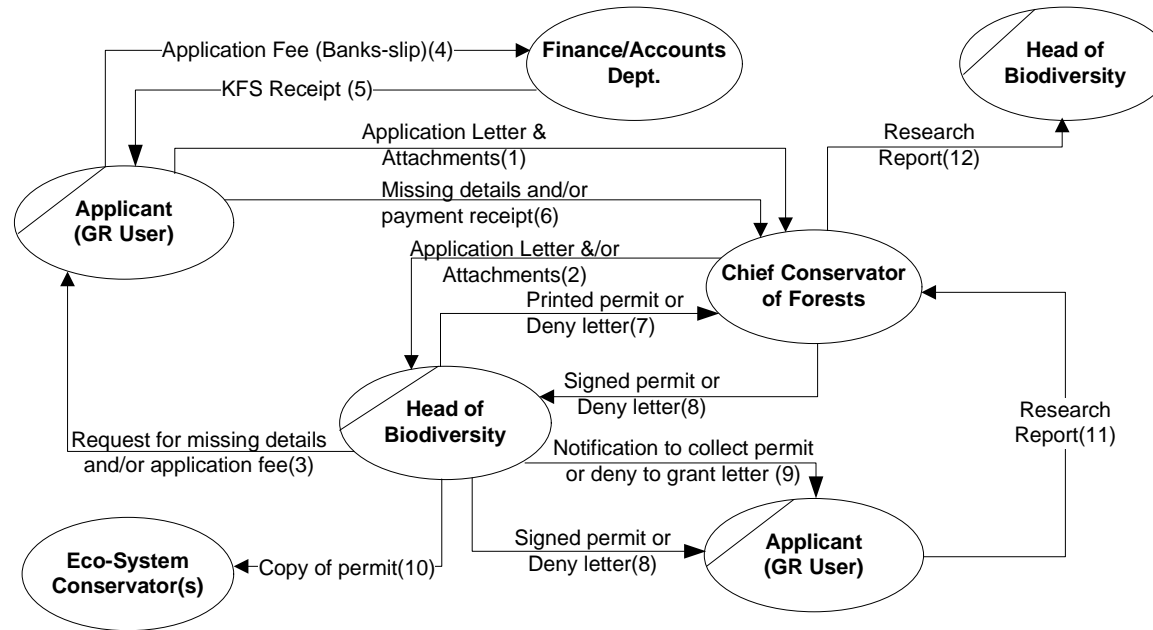 Application Fee (Banks-slip)(4)
Finance/Accounts
Dept.
Head of
Biodiversity
KFS Receipt (5)
Application Letter &
Attachments(1)
Research
Report(12)
Missing details and/or
payment receipt(6)
Applicant
(GR User)
Application Letter &/or
Attachments(2)
Chief Conservator
of Forests
Printed permit or
Deny letter(7)
Signed permit or
Deny letter(8)
Head of
Biodiversity
Research
Report(11)
Request for missing details
and/or application fee(3)
Notification to collect permit
or deny to grant letter (9)
Signed permit or
Deny letter(8)
Applicant
(GR User)
Eco-System
Conservator(s)
Copy of permit(10)